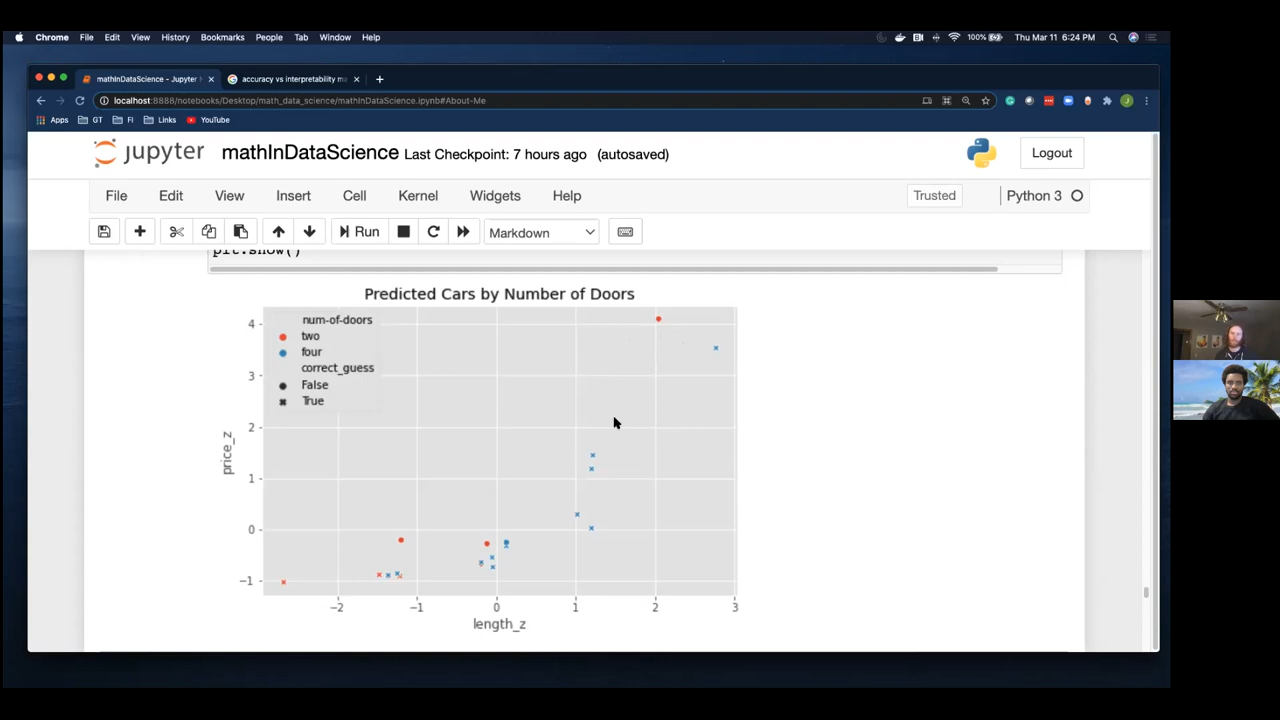 Chrome File Edit View History Bookmarks People Tab Window Help 100% Thu Mar 11 6:24 PM
mathInDataScience - Jupyter accuracy vs interpretability
localhost:8888/notebooks/Desktop/math_data_science/mathInDataScience.ipynb#About-Me
Apps GT FI Links YouTube
jupyter mathInDataScience Last Checkpoint: 7 hours ago (autosaved) Logout
File Edit View Insert Cell Kernel Widgets Help Trusted Python 3
Run Markdown
plt.show()
Predicted Cars by Number of Doors
num-of-doors
two
four
correct_guess
False
True
4
3
2
1
0
−1
price_z
−2 −1 0 1 2 3
length_z